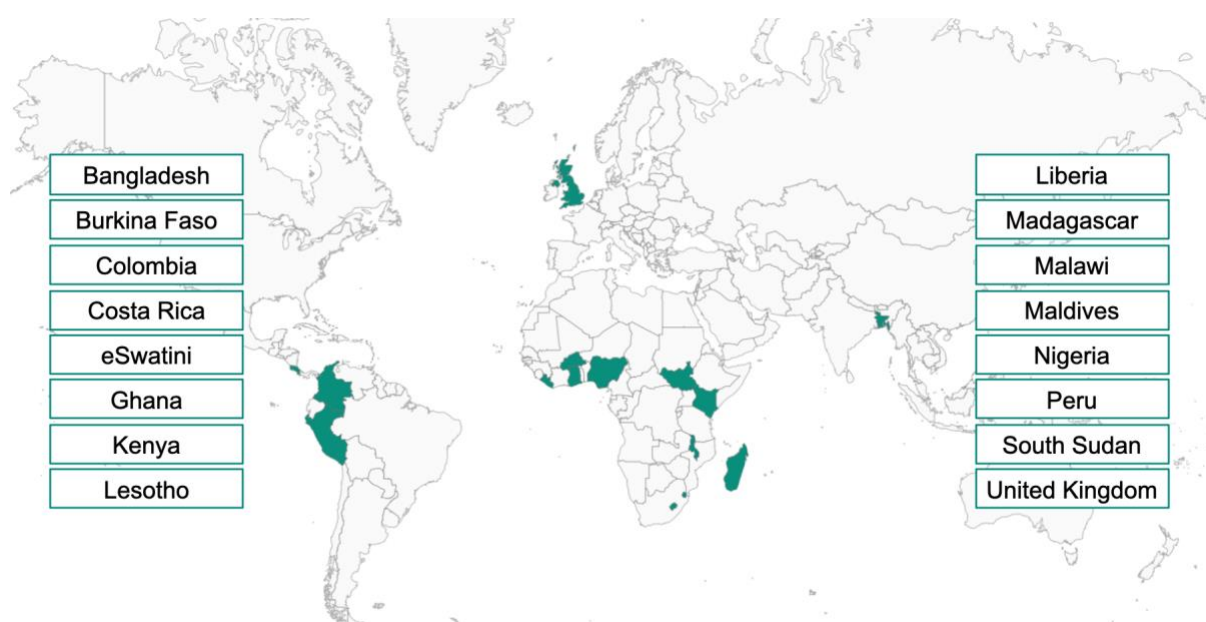 Bangladesh
Burkina Faso
Colombia
Costa Rica
eSwatini
Ghana
Kenya
Lesotho
Liberia
Madagascar
Malawi
Maldives
Nigeria
Peru
South Sudan
United Kingdom